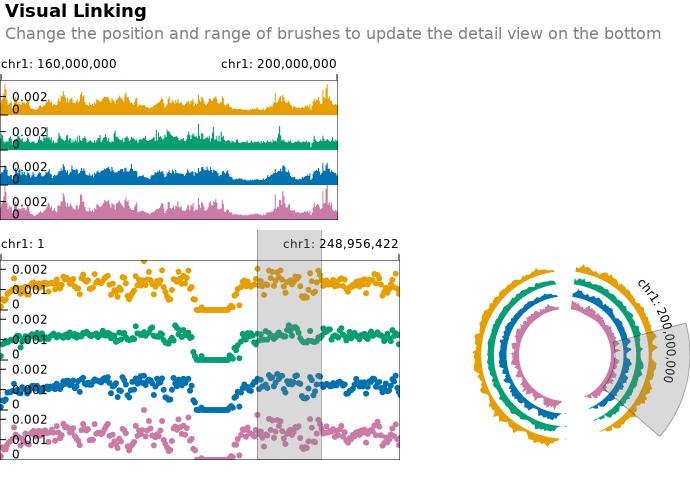 Visual Linking
Change the position and range of brushes to update the detail view on the bottom
chr1: 160,000,000
chr1: 200,000,000
0.002
0
0.002
0
0.002
0
0.002
0
chr1: 1
chr1: 248,956,422
0.002
0.001
0
0.002
0.001
0
0.002
0.001
0
0.002
0.001
0
chr1: 200,000,000